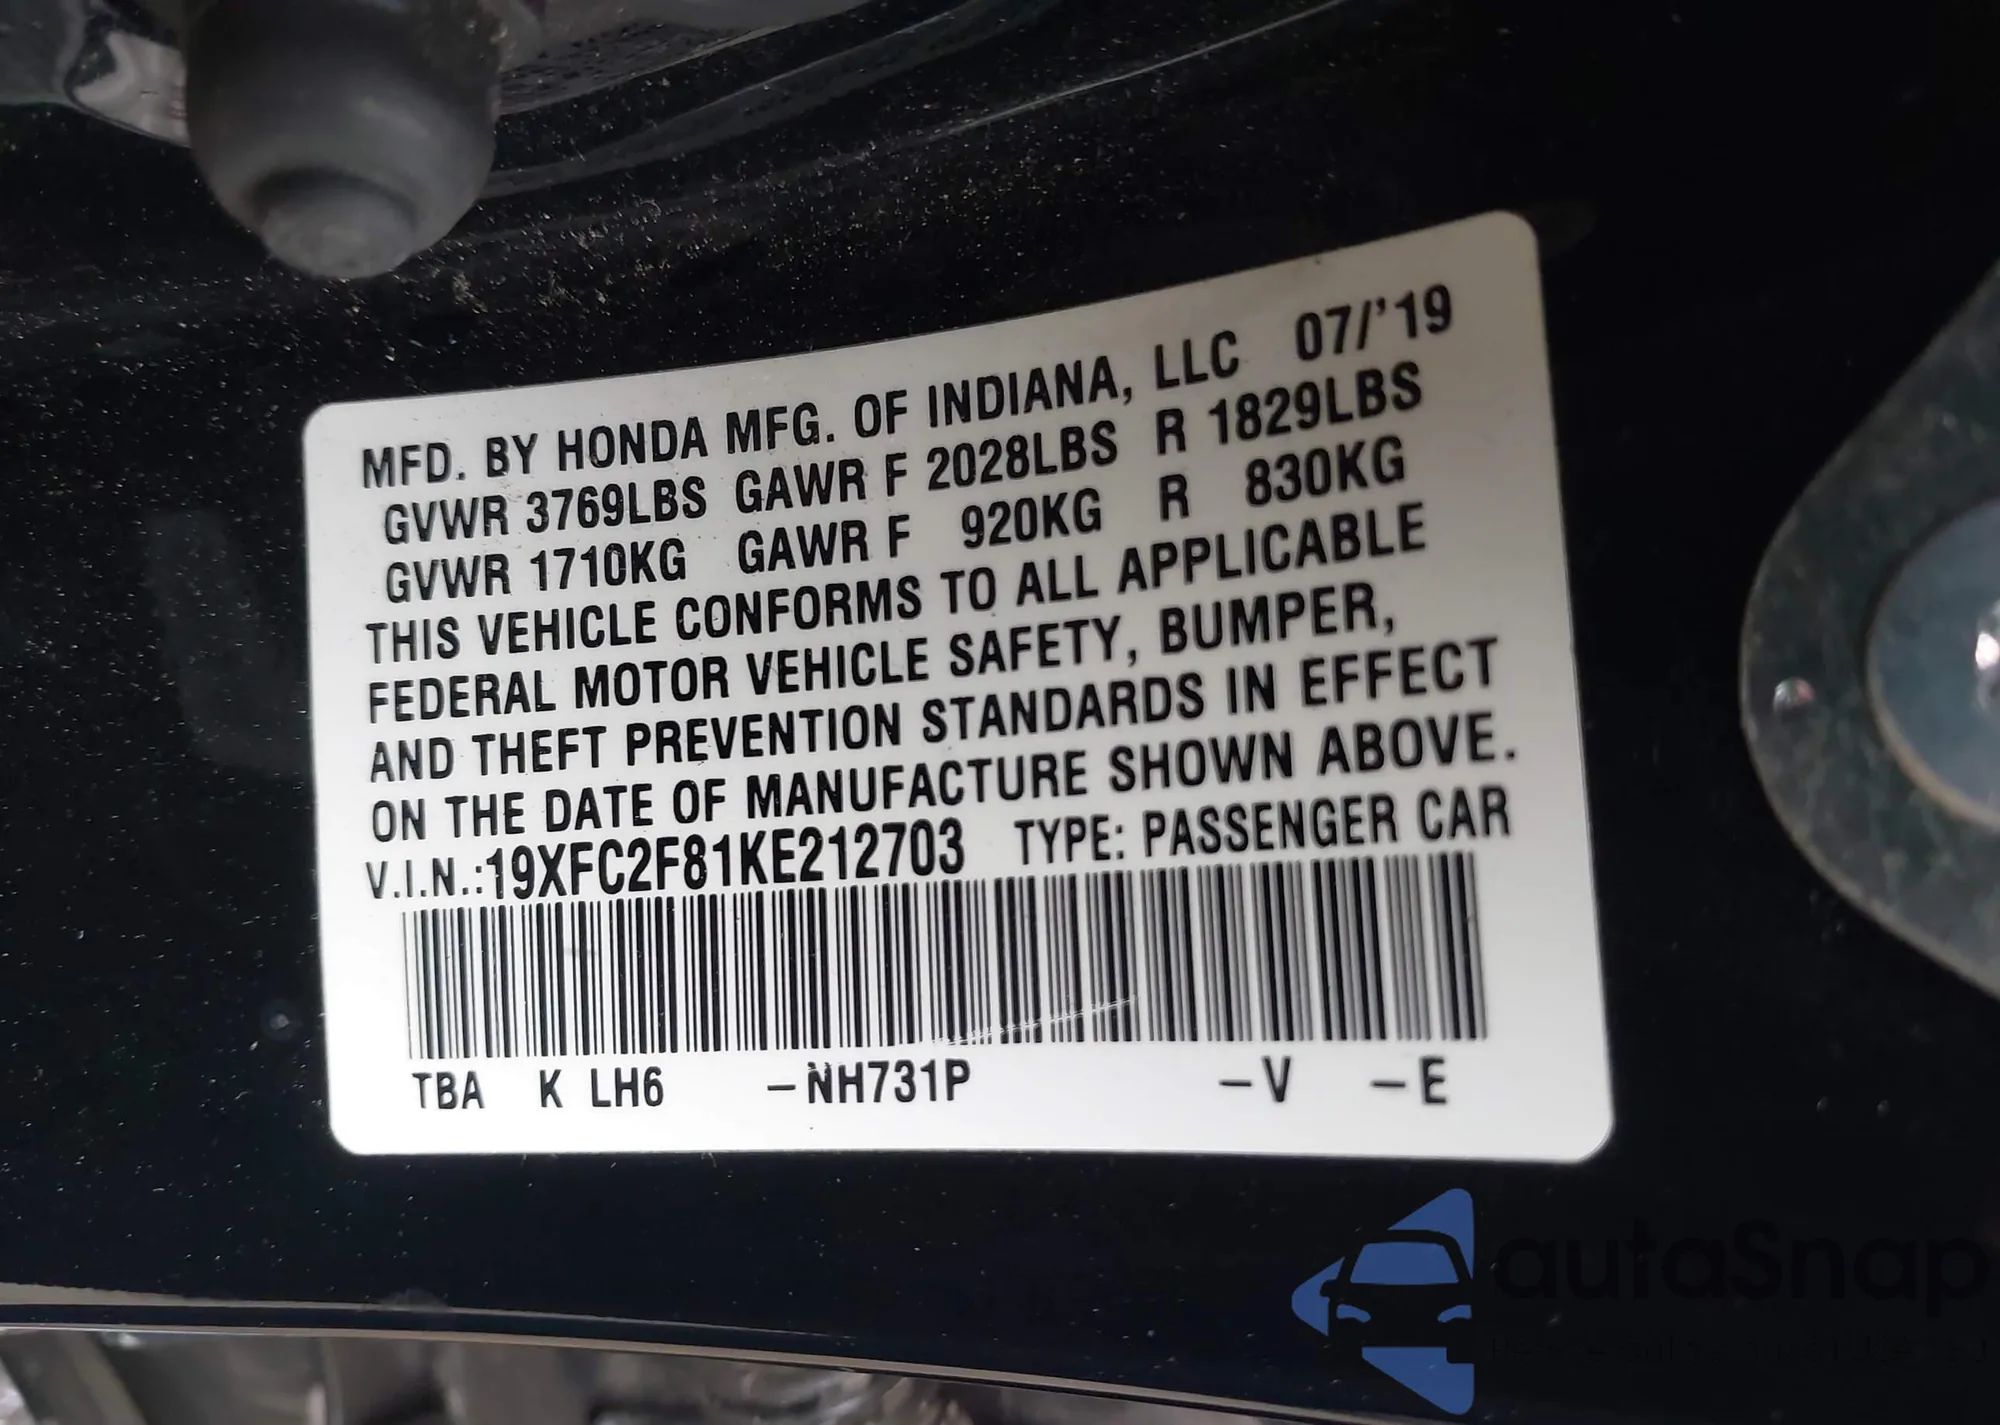 MFD. BY HONDA MFG. OF INDIANA, LLC 07/'19
GVWR 3769LBS GAWR F 2028LBS R 1829LBS
GVWR 1710KG GAWR F 920KG R 830KG
THIS VEHICLE CONFORMS TO ALL APPLICABLE
FEDERAL MOTOR VEHICLE SAFETY, BUMPER,
AND THEFT PREVENTION STANDARDS IN EFFECT
ON THE DATE OF MANUFACTURE SHOWN ABOVE.
V.I.N.:19XFC2F81KE212703 TYPE: PASSENGER CAR
TBA K LH6 –NH731P –V –E
autaSnap